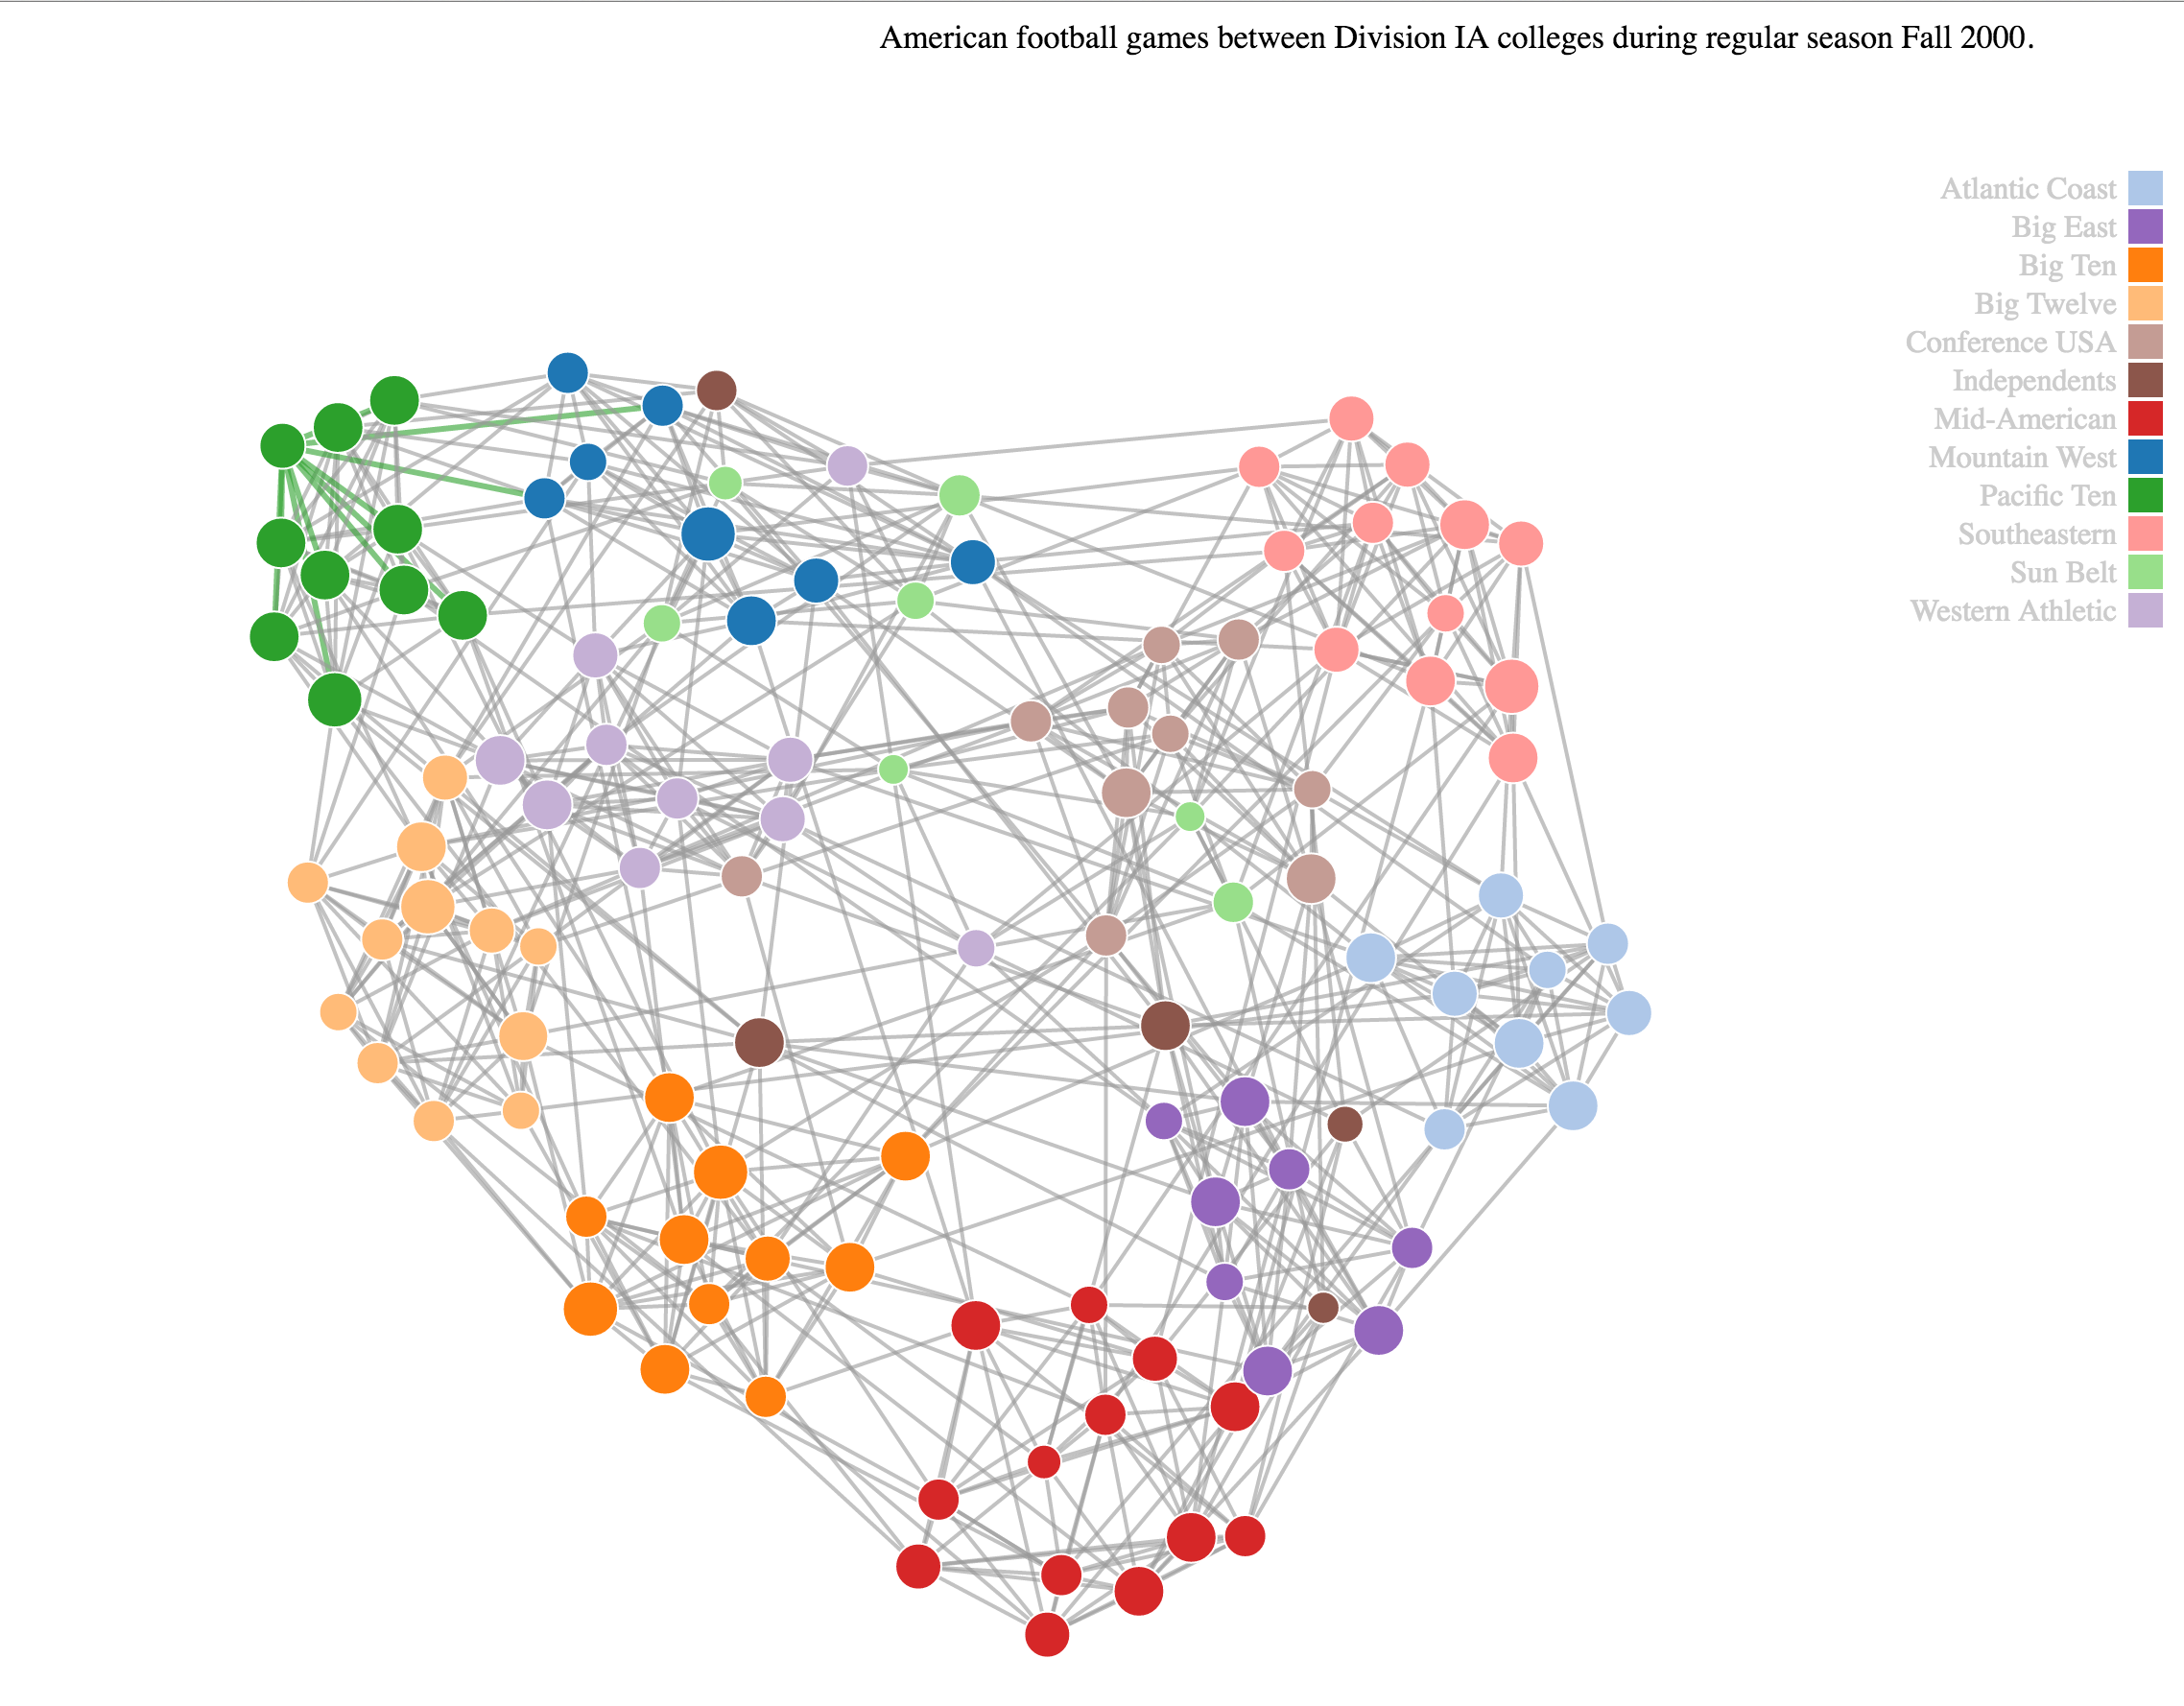 American football games between Division IA colleges during regular season Fall 2000.
Atlantic Coast
Big East
Big Ten
Big Twelve
Conference USA
Independents
Mid-American
Mountain West
Pacific Ten
Southeastern
Sun Belt
Western Athletic